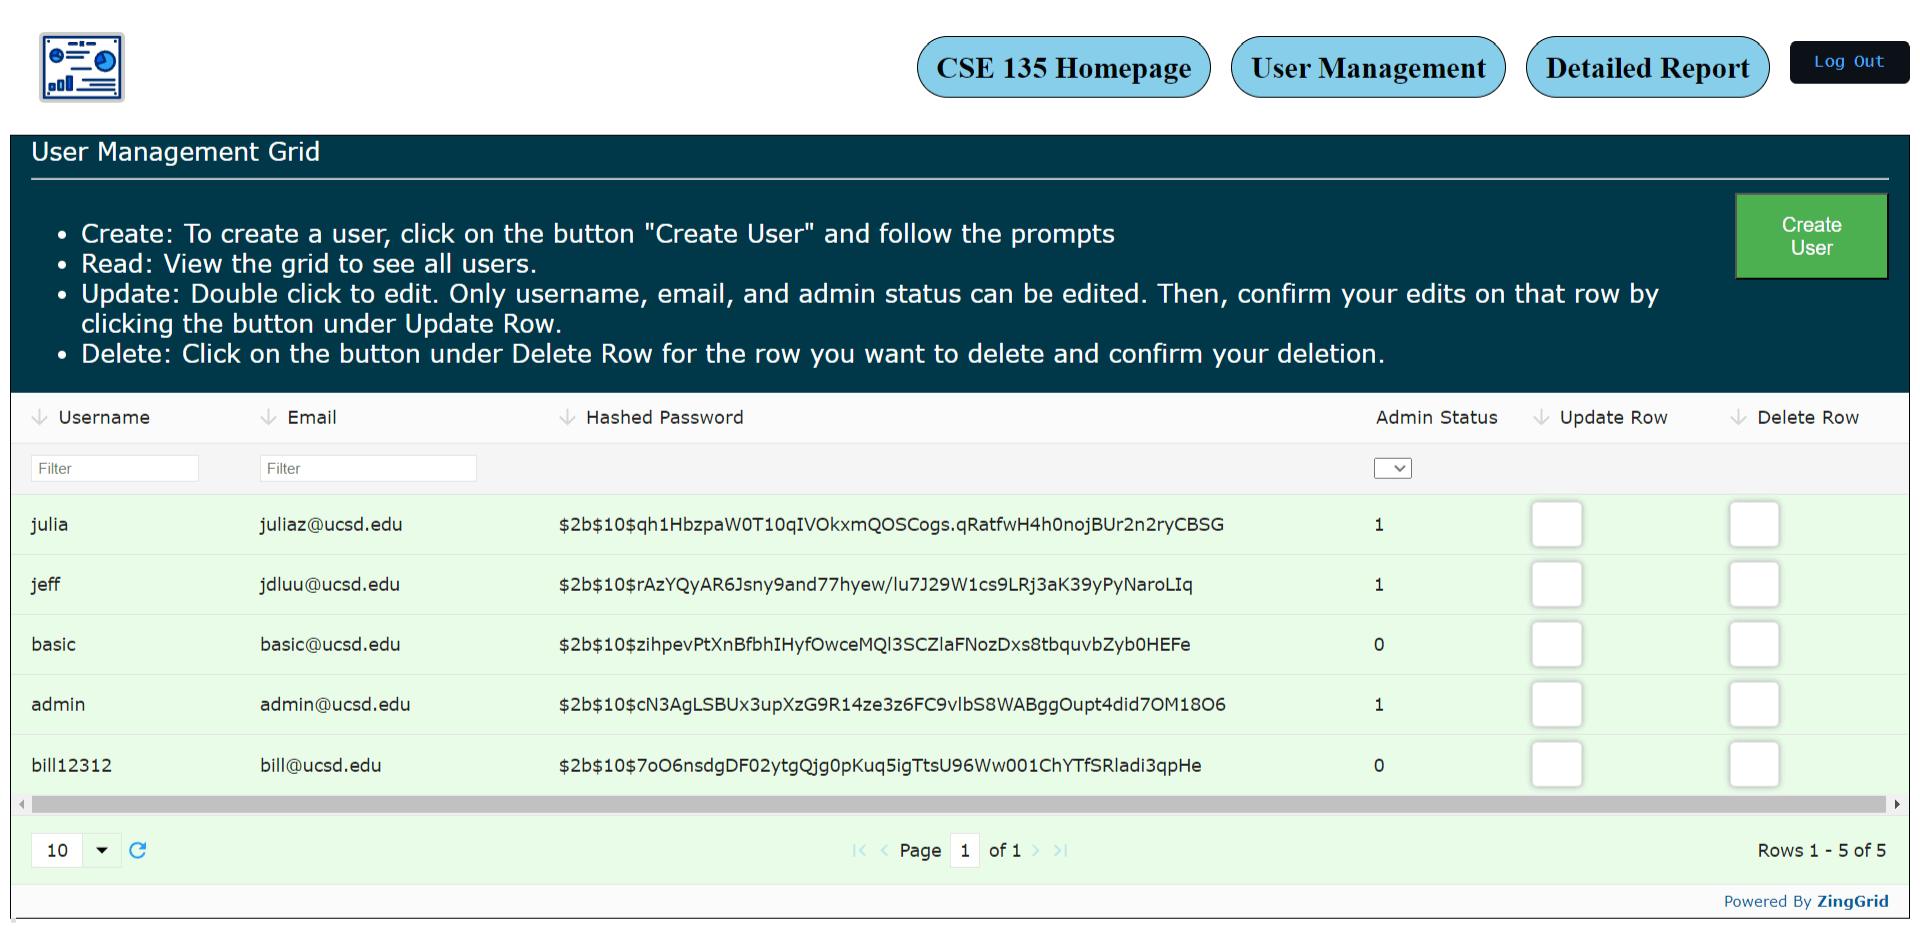 CSE 135 Homepage
User Management
Detailed Report
Log Out
User Management Grid
• Create: To create a user, click on the button "Create User" and follow the prompts
• Read: View the grid to see all users.
• Update: Double click to edit. Only username, email, and admin status can be edited. Then, confirm your edits on that row by
clicking the button under Update Row.
• Delete: Click on the button under Delete Row for the row you want to delete and confirm your deletion.
Create
User
Username Email Hashed Password Admin Status Update Row Delete Row
Filter Filter
julia juliaz@ucsd.edu $2b$10$qh1HbzpaW0T10qIVOkxmQOSCogs.qRatfwH4h0nojBUr2n2ryCBSG 1
jeff jdluu@ucsd.edu $2b$10$rAzYQyAR6Jsny9and77hyew/lu7J29W1cs9LRj3aK39yPyNaroLIq 1
basic basic@ucsd.edu $2b$10$zihpevPtXnBfbhIHyfOwceMQl3SCZlaFNozDxs8tbquvbZyb0HEFe 0
admin admin@ucsd.edu $2b$10$cN3AgLSBUx3upXzG9R14ze3z6FC9vlbS8WABggOupt4did7OM18O6 1
bill12312 bill@ucsd.edu $2b$10$7oO6nsdgDF02ytgQjg0pKuq5igTtsU96Ww001ChYTfSRladi3qpHe 0
10 Page 1 of 1 Rows 1 - 5 of 5
Powered By ZingGrid